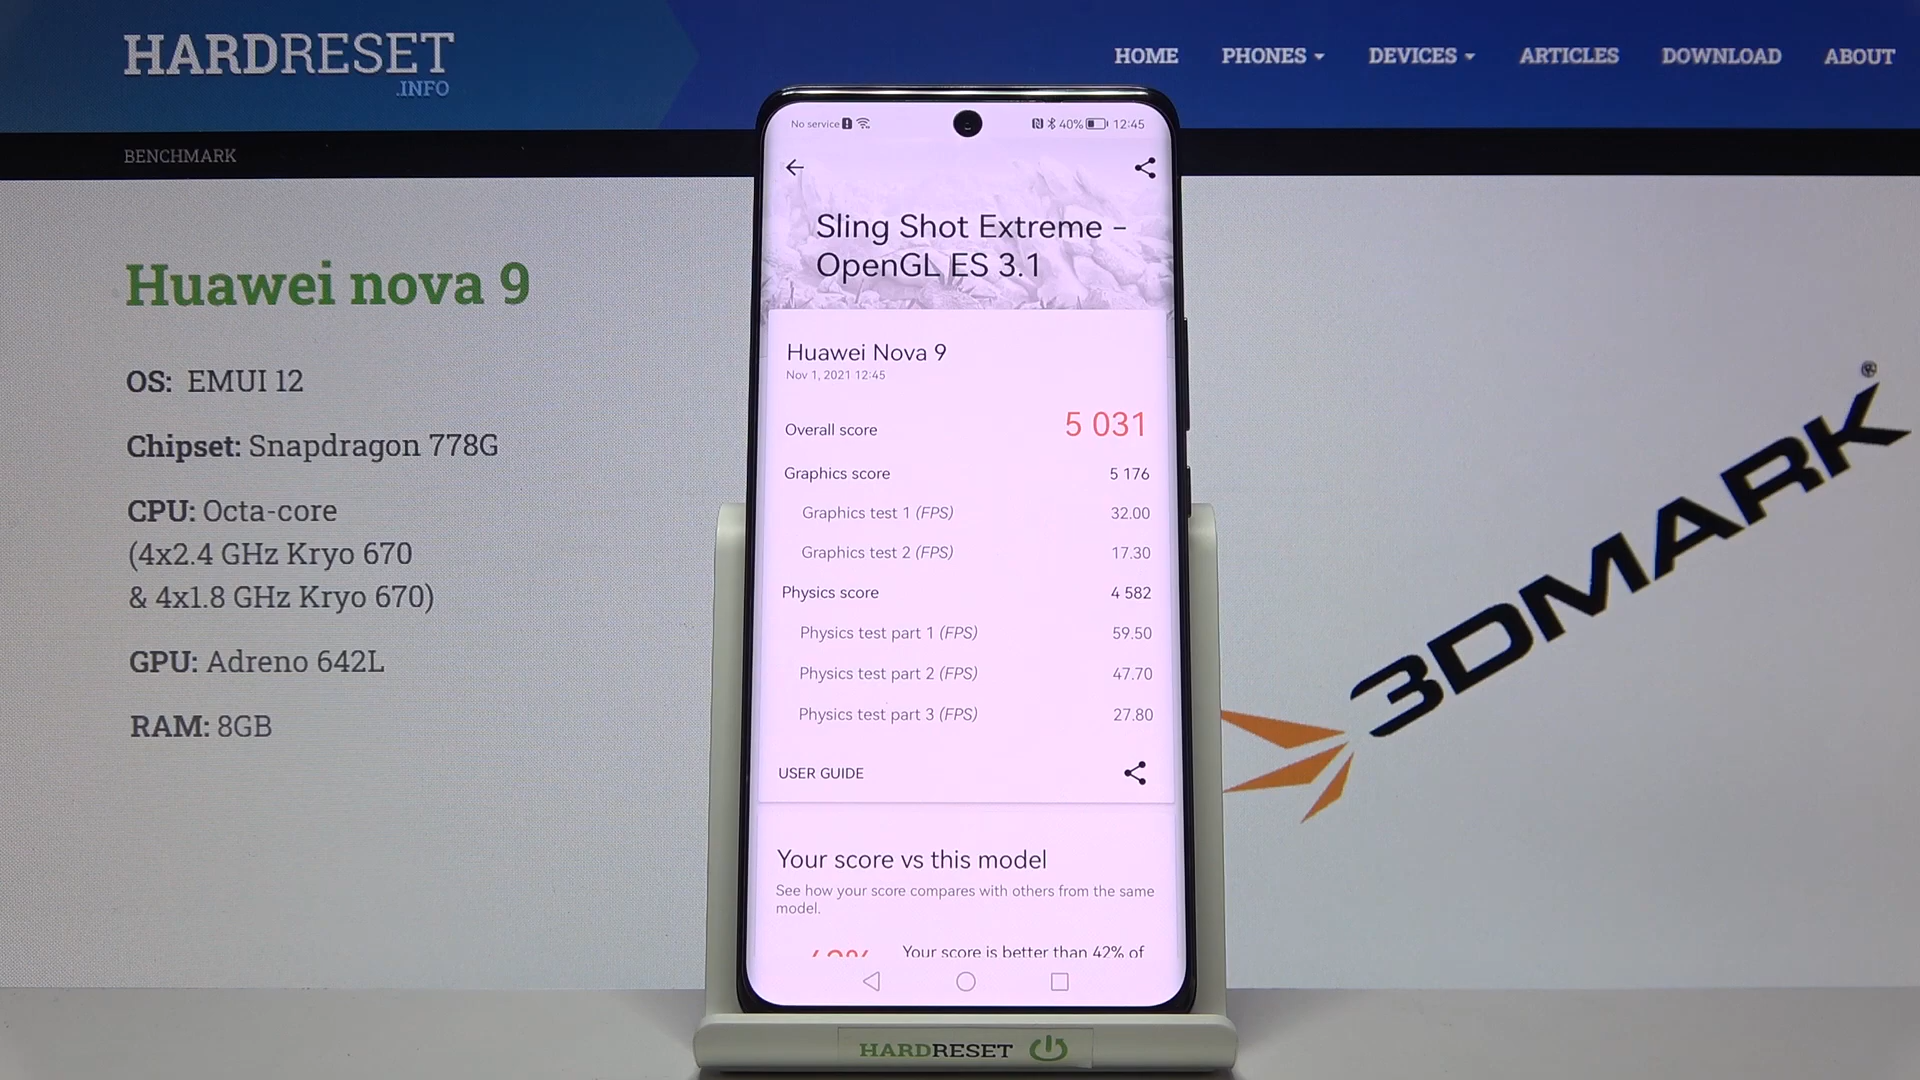 HARDRESET
.INFO
HOME PHONES DEVICES ARTICLES DOWNLOAD ABOUT
BENCHMARK
Huawei nova 9
OS: EMUI 12
Chipset: Snapdragon 778G
CPU: Octa-core
(4x2.4 GHz Kryo 670
& 4x1.8 GHz Kryo 670)
GPU: Adreno 642L
RAM: 8GB
No service 40% 12:45
Sling Shot Extreme -
OpenGL ES 3.1
Huawei Nova 9
Nov 1, 2021 12:45
Overall score 5 031
Graphics score 5 176
Graphics test 1 (FPS) 32.00
Graphics test 2 (FPS) 17.30
Physics score 4 582
Physics test part 1 (FPS) 59.50
Physics test part 2 (FPS) 47.70
Physics test part 3 (FPS) 27.80
USER GUIDE
Your score vs this model
See how your score compares with others from the same
model.
Your score is better than 42% of
3DMARK®
HARDRESET